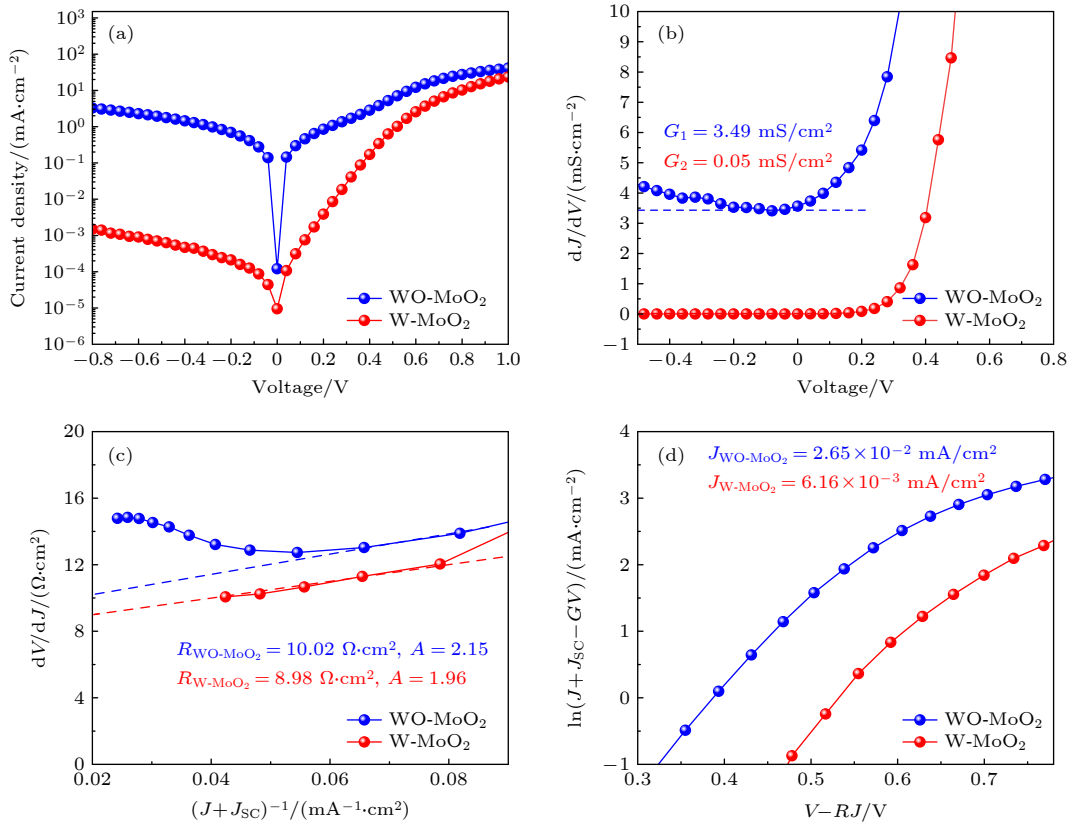 (a)
Current density/(mA·cm⁻²)
10³
10²
10¹
10⁰
10⁻¹
10⁻²
10⁻³
10⁻⁴
10⁻⁵
10⁻⁶
WO-MoO₂
W-MoO₂
−0.8 −0.6 −0.4 −0.2 0 0.2 0.4 0.6 0.8 1.0
Voltage/V
(b)
dJ/dV/(mS·cm⁻²)
10
9
8
7
6
5
4
3
2
1
0
−1
G₁ = 3.49 mS/cm²
G₂ = 0.05 mS/cm²
WO-MoO₂
W-MoO₂
−0.4 −0.2 0 0.2 0.4 0.6 0.8
Voltage/V
(c)
dV/dJ/(Ω·cm²)
20
16
12
8
4
0
R_WO-MoO₂ = 10.02 Ω·cm², A = 2.15
R_W-MoO₂ = 8.98 Ω·cm², A = 1.96
WO-MoO₂
W-MoO₂
0.02 0.04 0.06 0.08
(J+J_SC)⁻¹/(mA⁻¹·cm²)
(d)
ln(J+J_SC−GV)/(mA·cm⁻²)
4
3
2
1
0
−1
J_WO-MoO₂ = 2.65×10⁻² mA/cm²
J_W-MoO₂ = 6.16×10⁻³ mA/cm²
WO-MoO₂
W-MoO₂
0.3 0.4 0.5 0.6 0.7
V−RJ/V